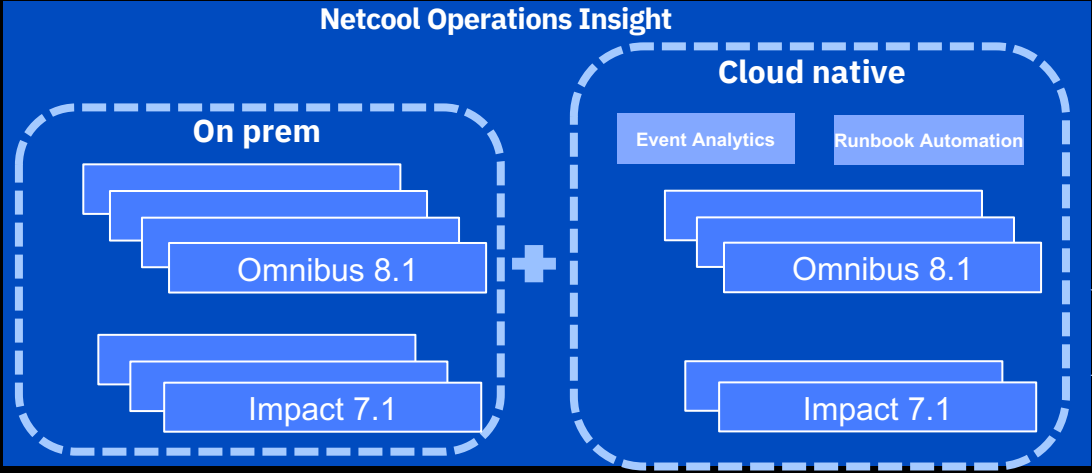 Netcool Operations Insight
On prem
Omnibus 8.1
Impact 7.1
Cloud native
Event Analytics
Runbook Automation
Omnibus 8.1
Impact 7.1